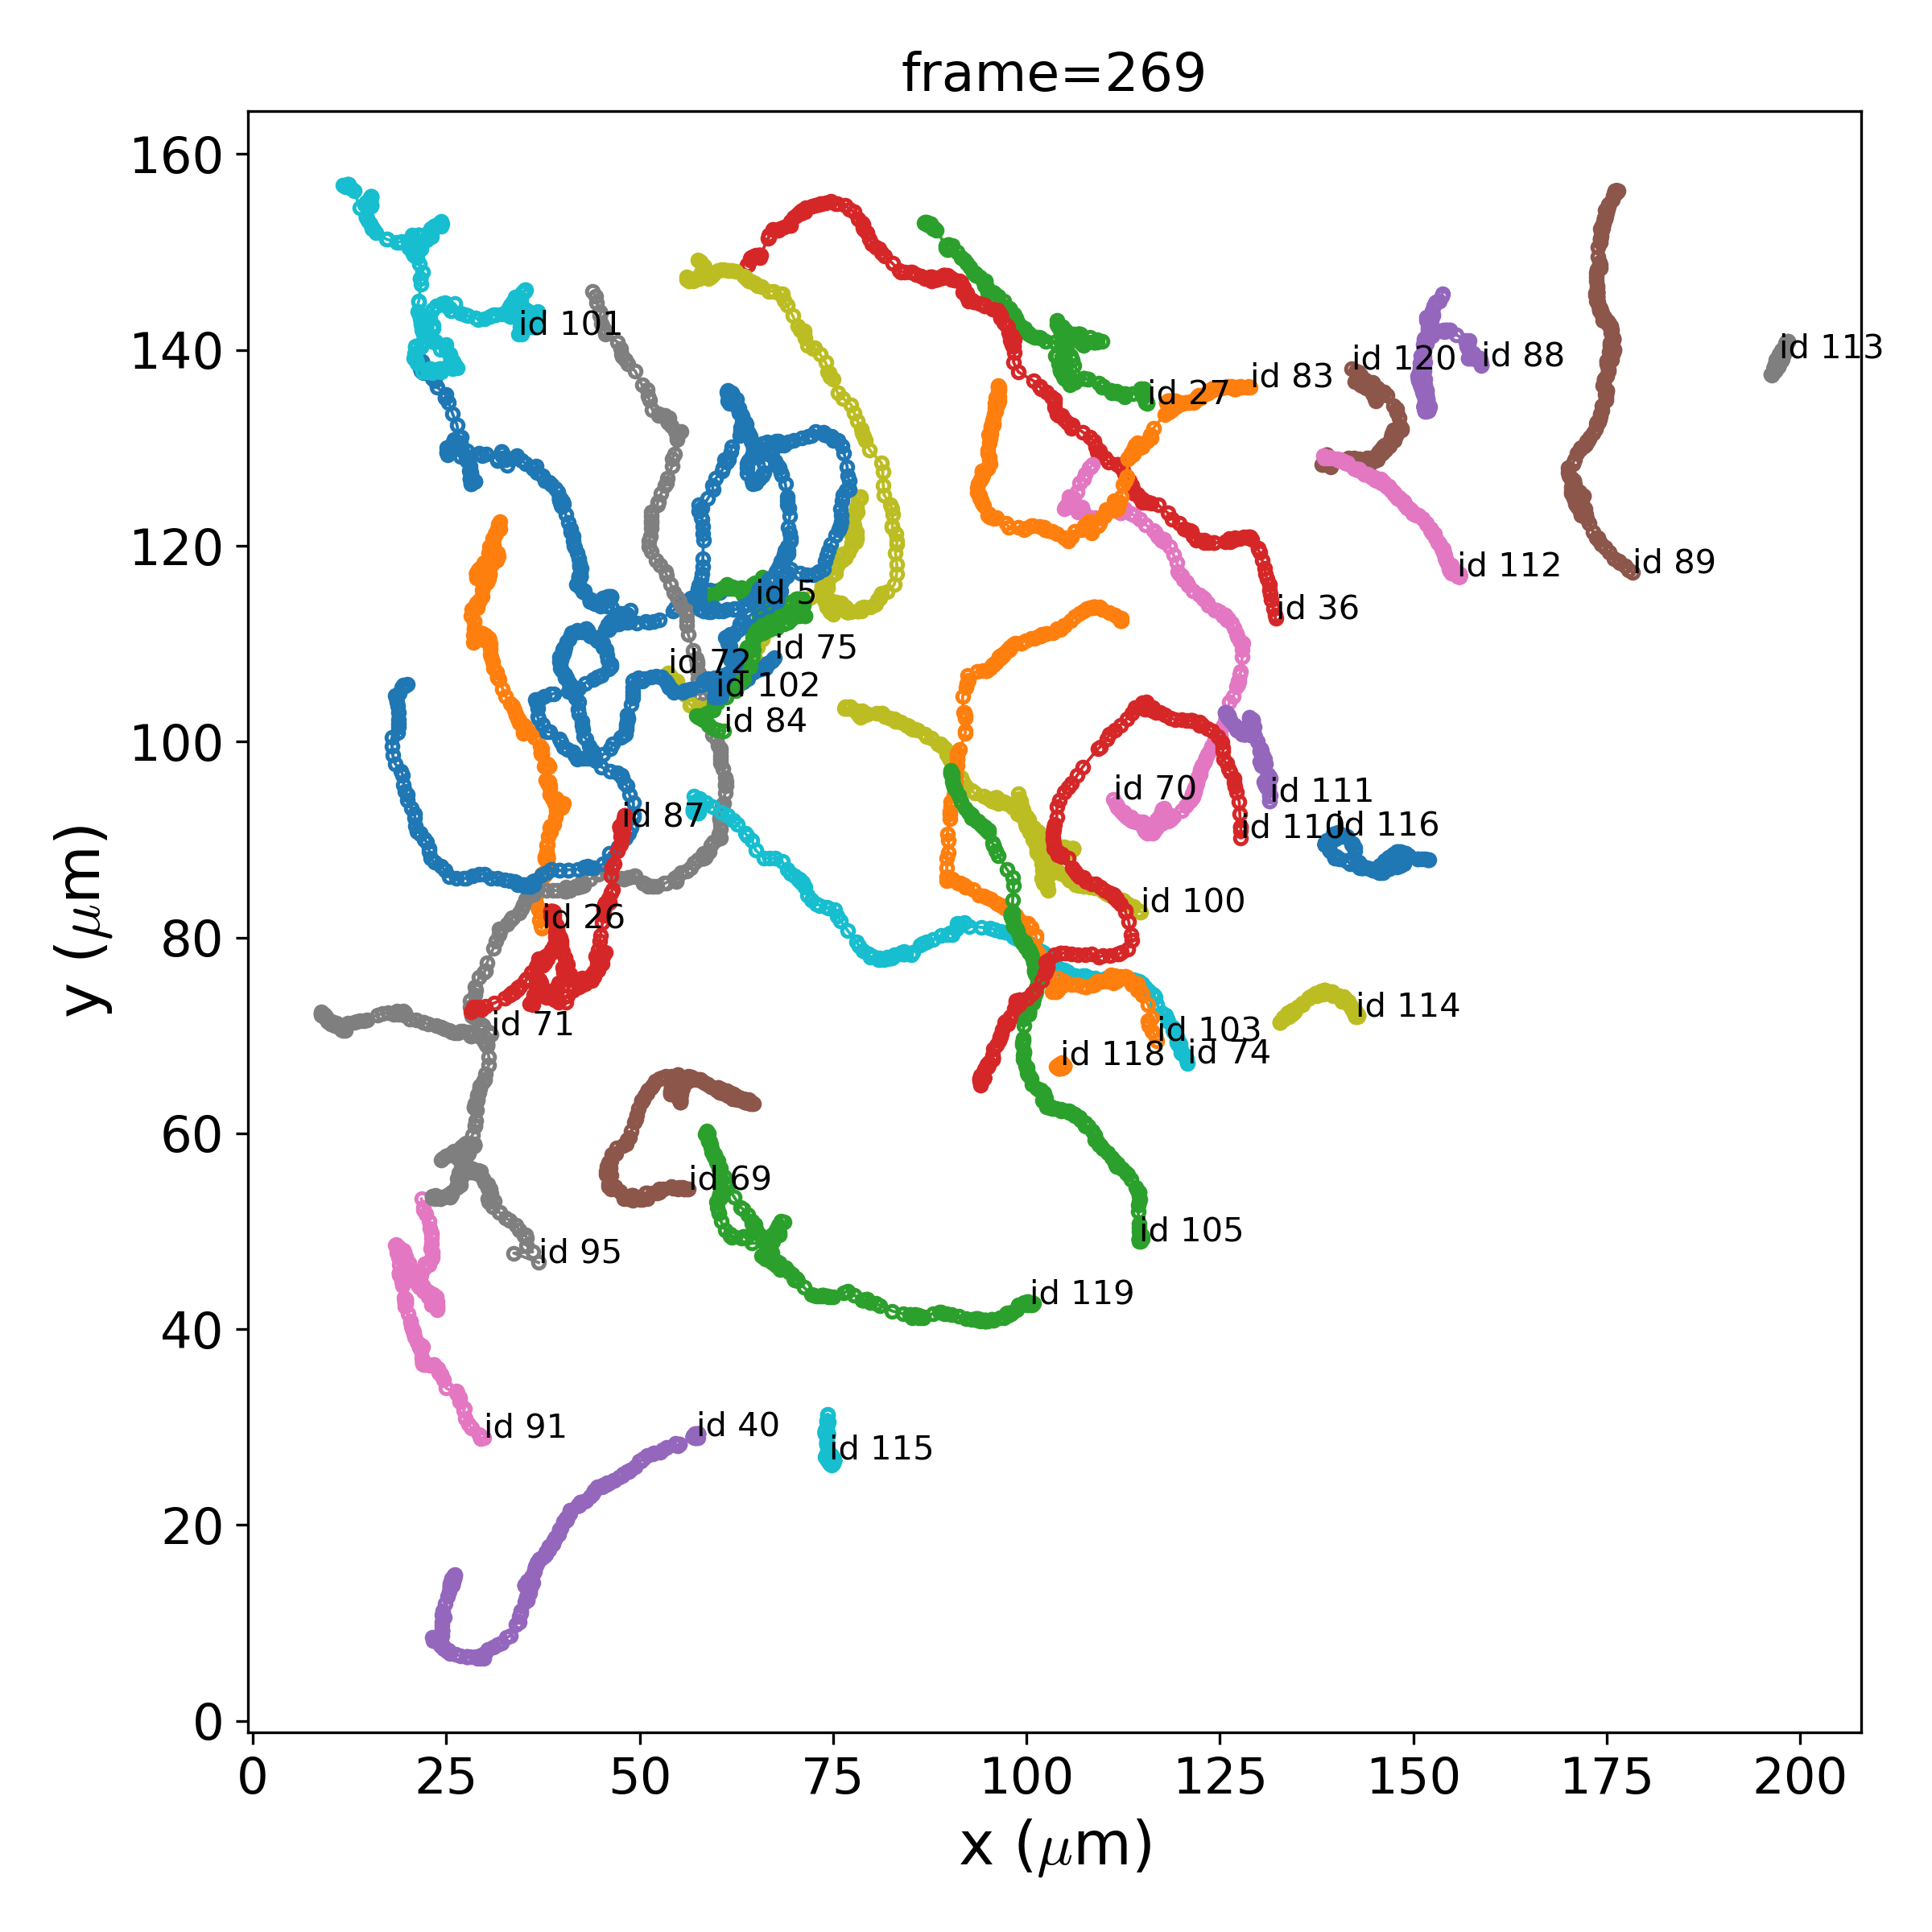 frame=269
160
140
120
100
80
60
40
20
0
y (μm)
id 101
id 113
id 88
id 120
id 83
id 27
id 89
id 112
id 5
id 36
id 75
id 72
id 102
id 84
id 70
id 111
id 87
id 110
id 116
id 100
id 26
id 71
id 103
id 114
id 118
id 74
id 69
id 105
id 95
id 119
id 91
id 40
id 115
0
25
50
75
100
125
150
175
200
x (μm)